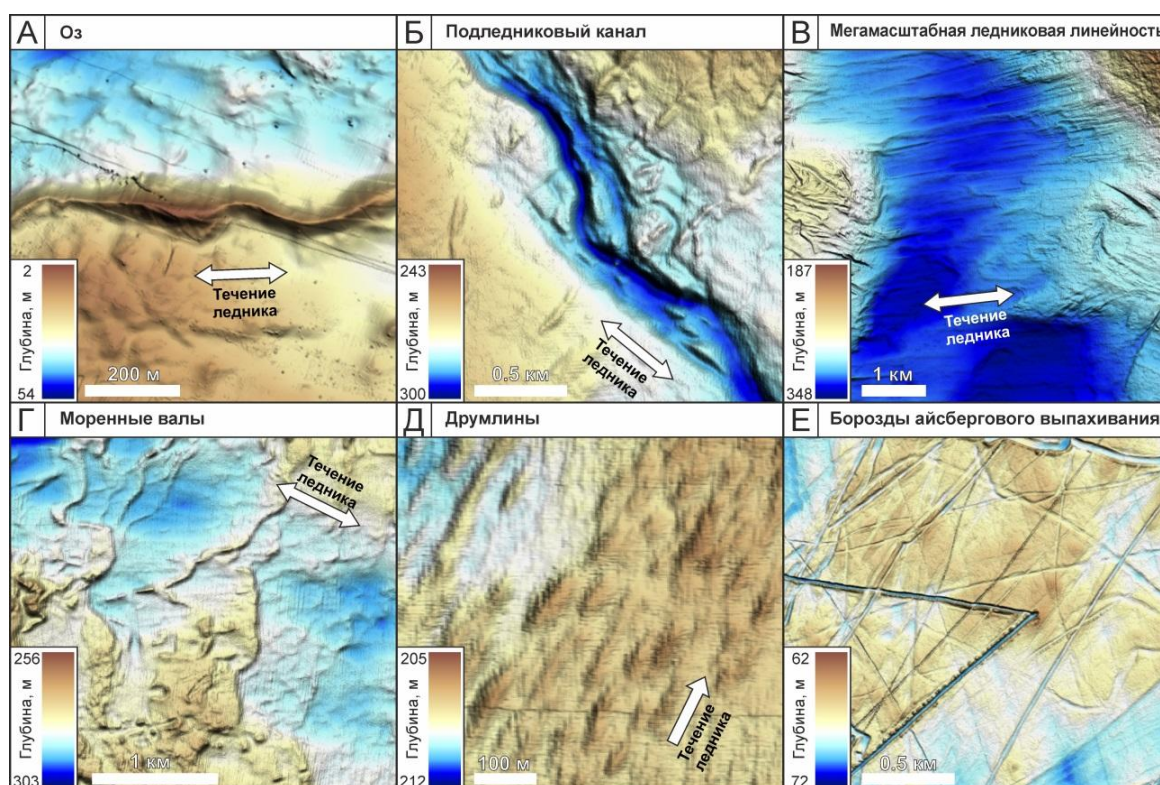 А Оз
2
Глубина, м
54
200 м
Течение
ледника
Б Подледниковый канал
243
Глубина, м
300
0.5 км
Течение
ледника
В Мегамасштабная ледниковая линейность
187
Глубина, м
348
1 км
Течение
ледника
Г Моренные валы
256
Глубина, м
303
1 км
Течение
ледника
Д Друмлины
205
Глубина, м
212
100 м
Течение
ледника
Е Борозды айсбергового выпахивания
62
Глубина, м
72
0.5 км